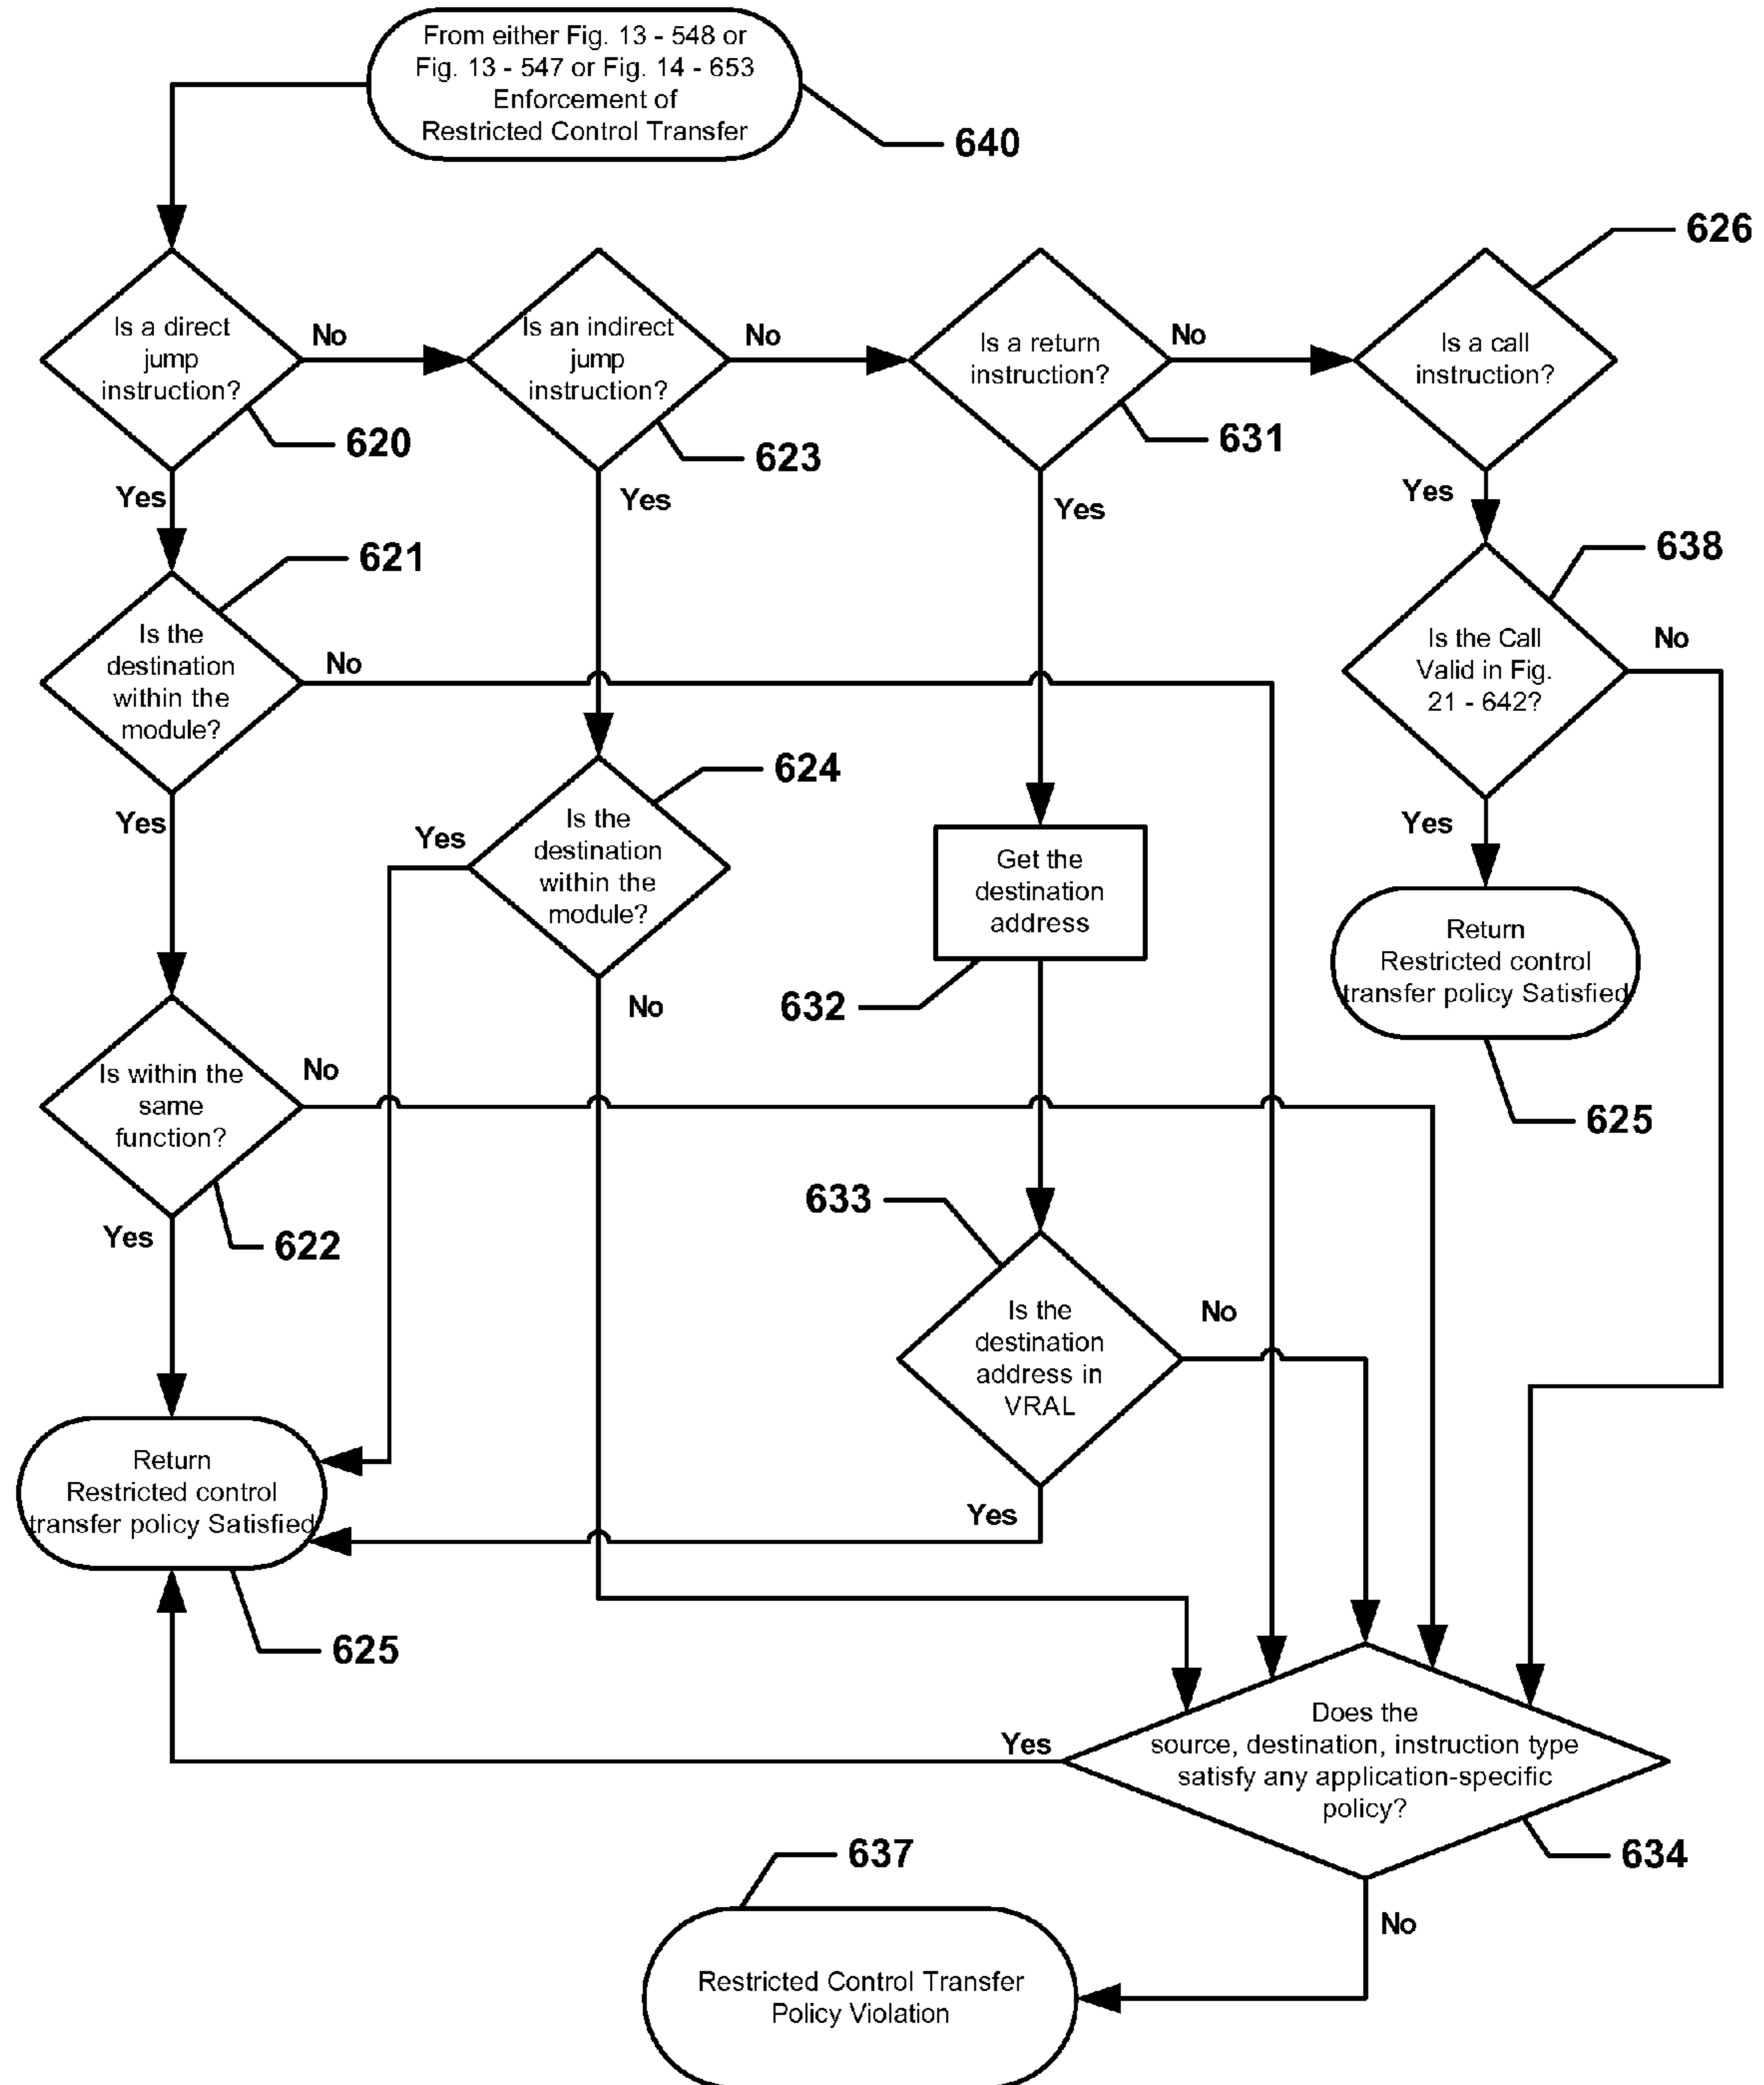 From either Fig. 13 - 548 or
Fig. 13 - 547 or Fig. 14 - 653
Enforcement of
Restricted Control Transfer
640
626
Is a direct
jump
instruction?
No
620
Is an indirect
jump
instruction?
No
623
Is a return
instruction?
No
631
Is a call
instruction?
Yes
Yes
Yes
Yes
621
638
Is the
destination
within the
module?
No
Is the Call
Valid in Fig.
21 - 642?
No
624
Yes
Yes
Is the
destination
within the
module?
Yes
No
Get the
destination
address
632
Return
Restricted control
transfer policy Satisfied
625
Is within the
same
function?
No
Yes
622
633
Is the
destination
address in
VRAL
No
Yes
Return
Restricted control
transfer policy Satisfied
625
Does the
source, destination, instruction type
satisfy any application-specific
policy?
Yes
634
No
637
Restricted Control Transfer
Policy Violation